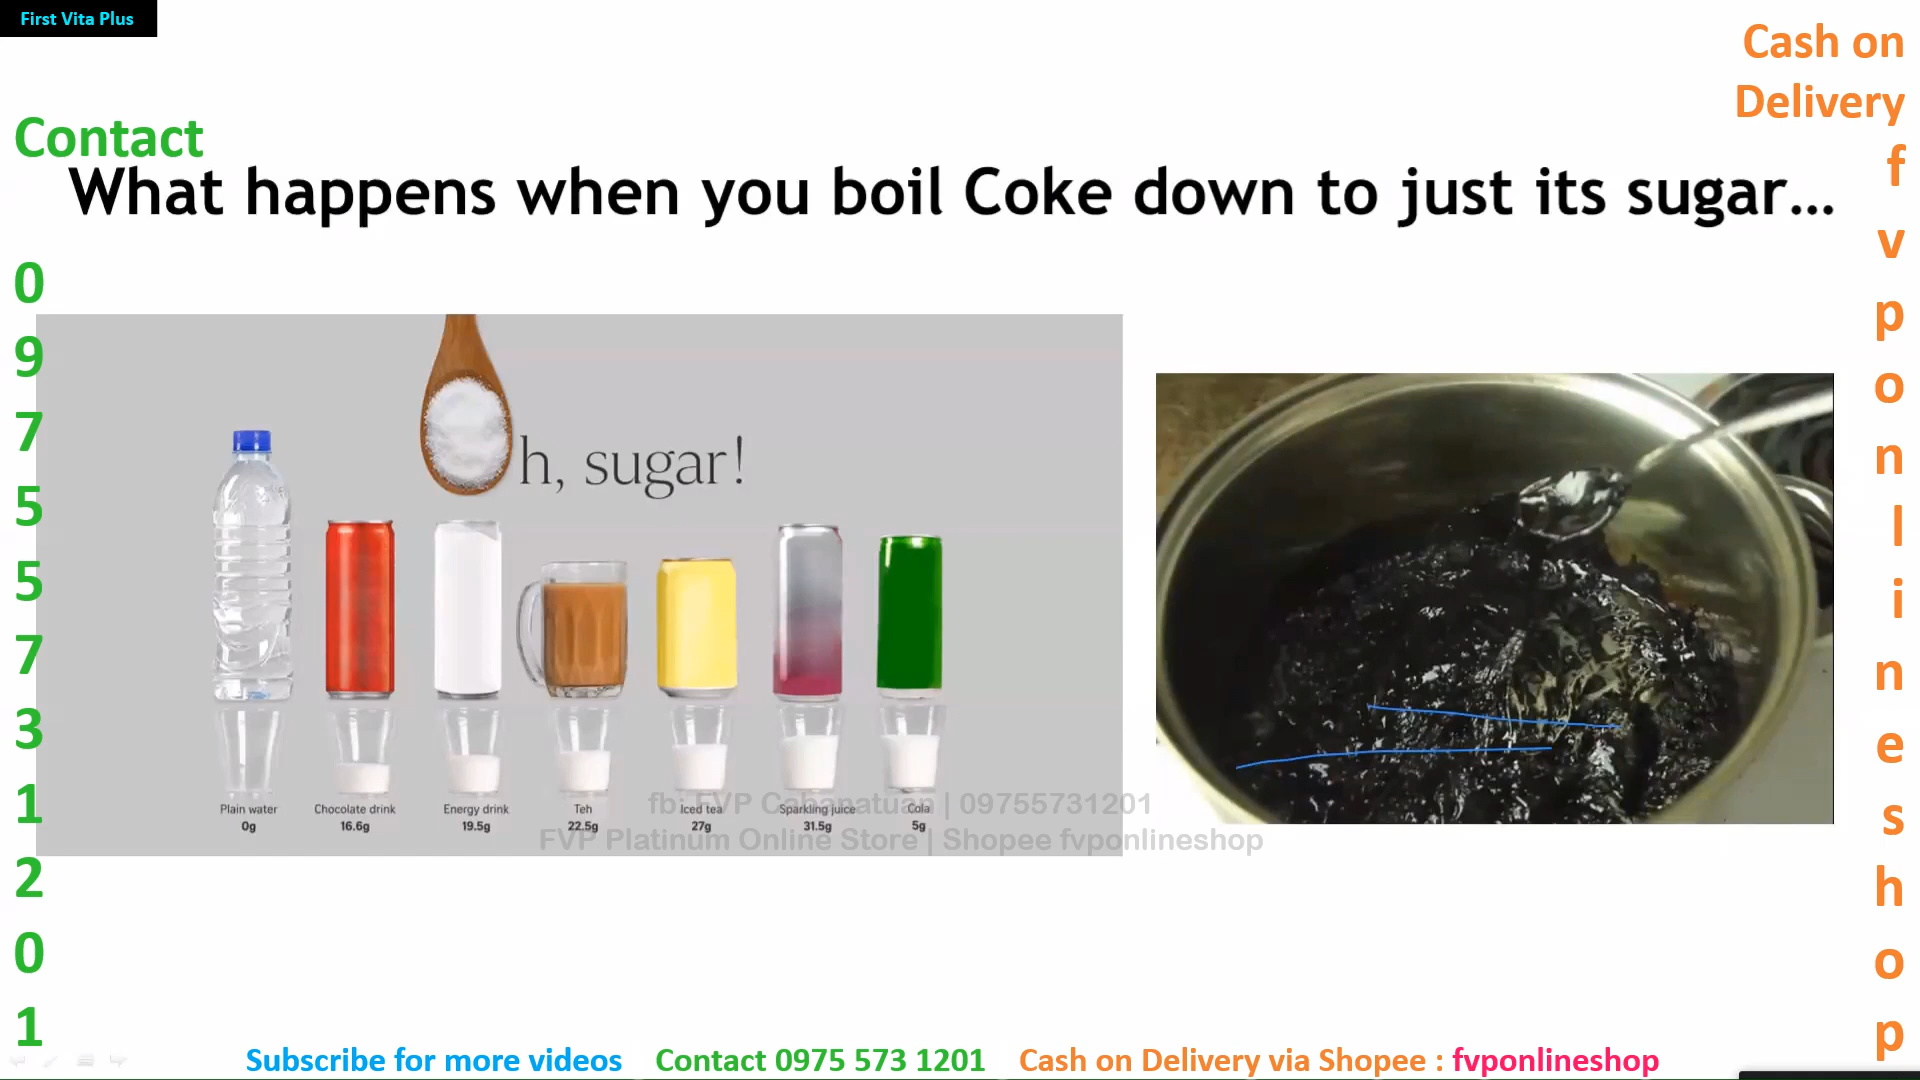 First Vita Plus
Cash on
Delivery
Contact
What happens when you boil Coke down to just its sugar...
0
9
7
5
5
7
3
1
2
0
1
f
v
p
o
n
l
i
n
e
s
h
o
p
h, sugar!
Plain water
0g
Chocolate drink
16.6g
Energy drink
19.5g
Teh
22.5g
Iced tea
27g
Sparkling juice
31.5g
Cola
5g
fb: FVP Cabanatuan | 09755731201
FVP Platinum Online Store | Shopee fvponlineshop
Subscribe for more videos Contact 0975 573 1201 Cash on Delivery via Shopee : fvponlineshop